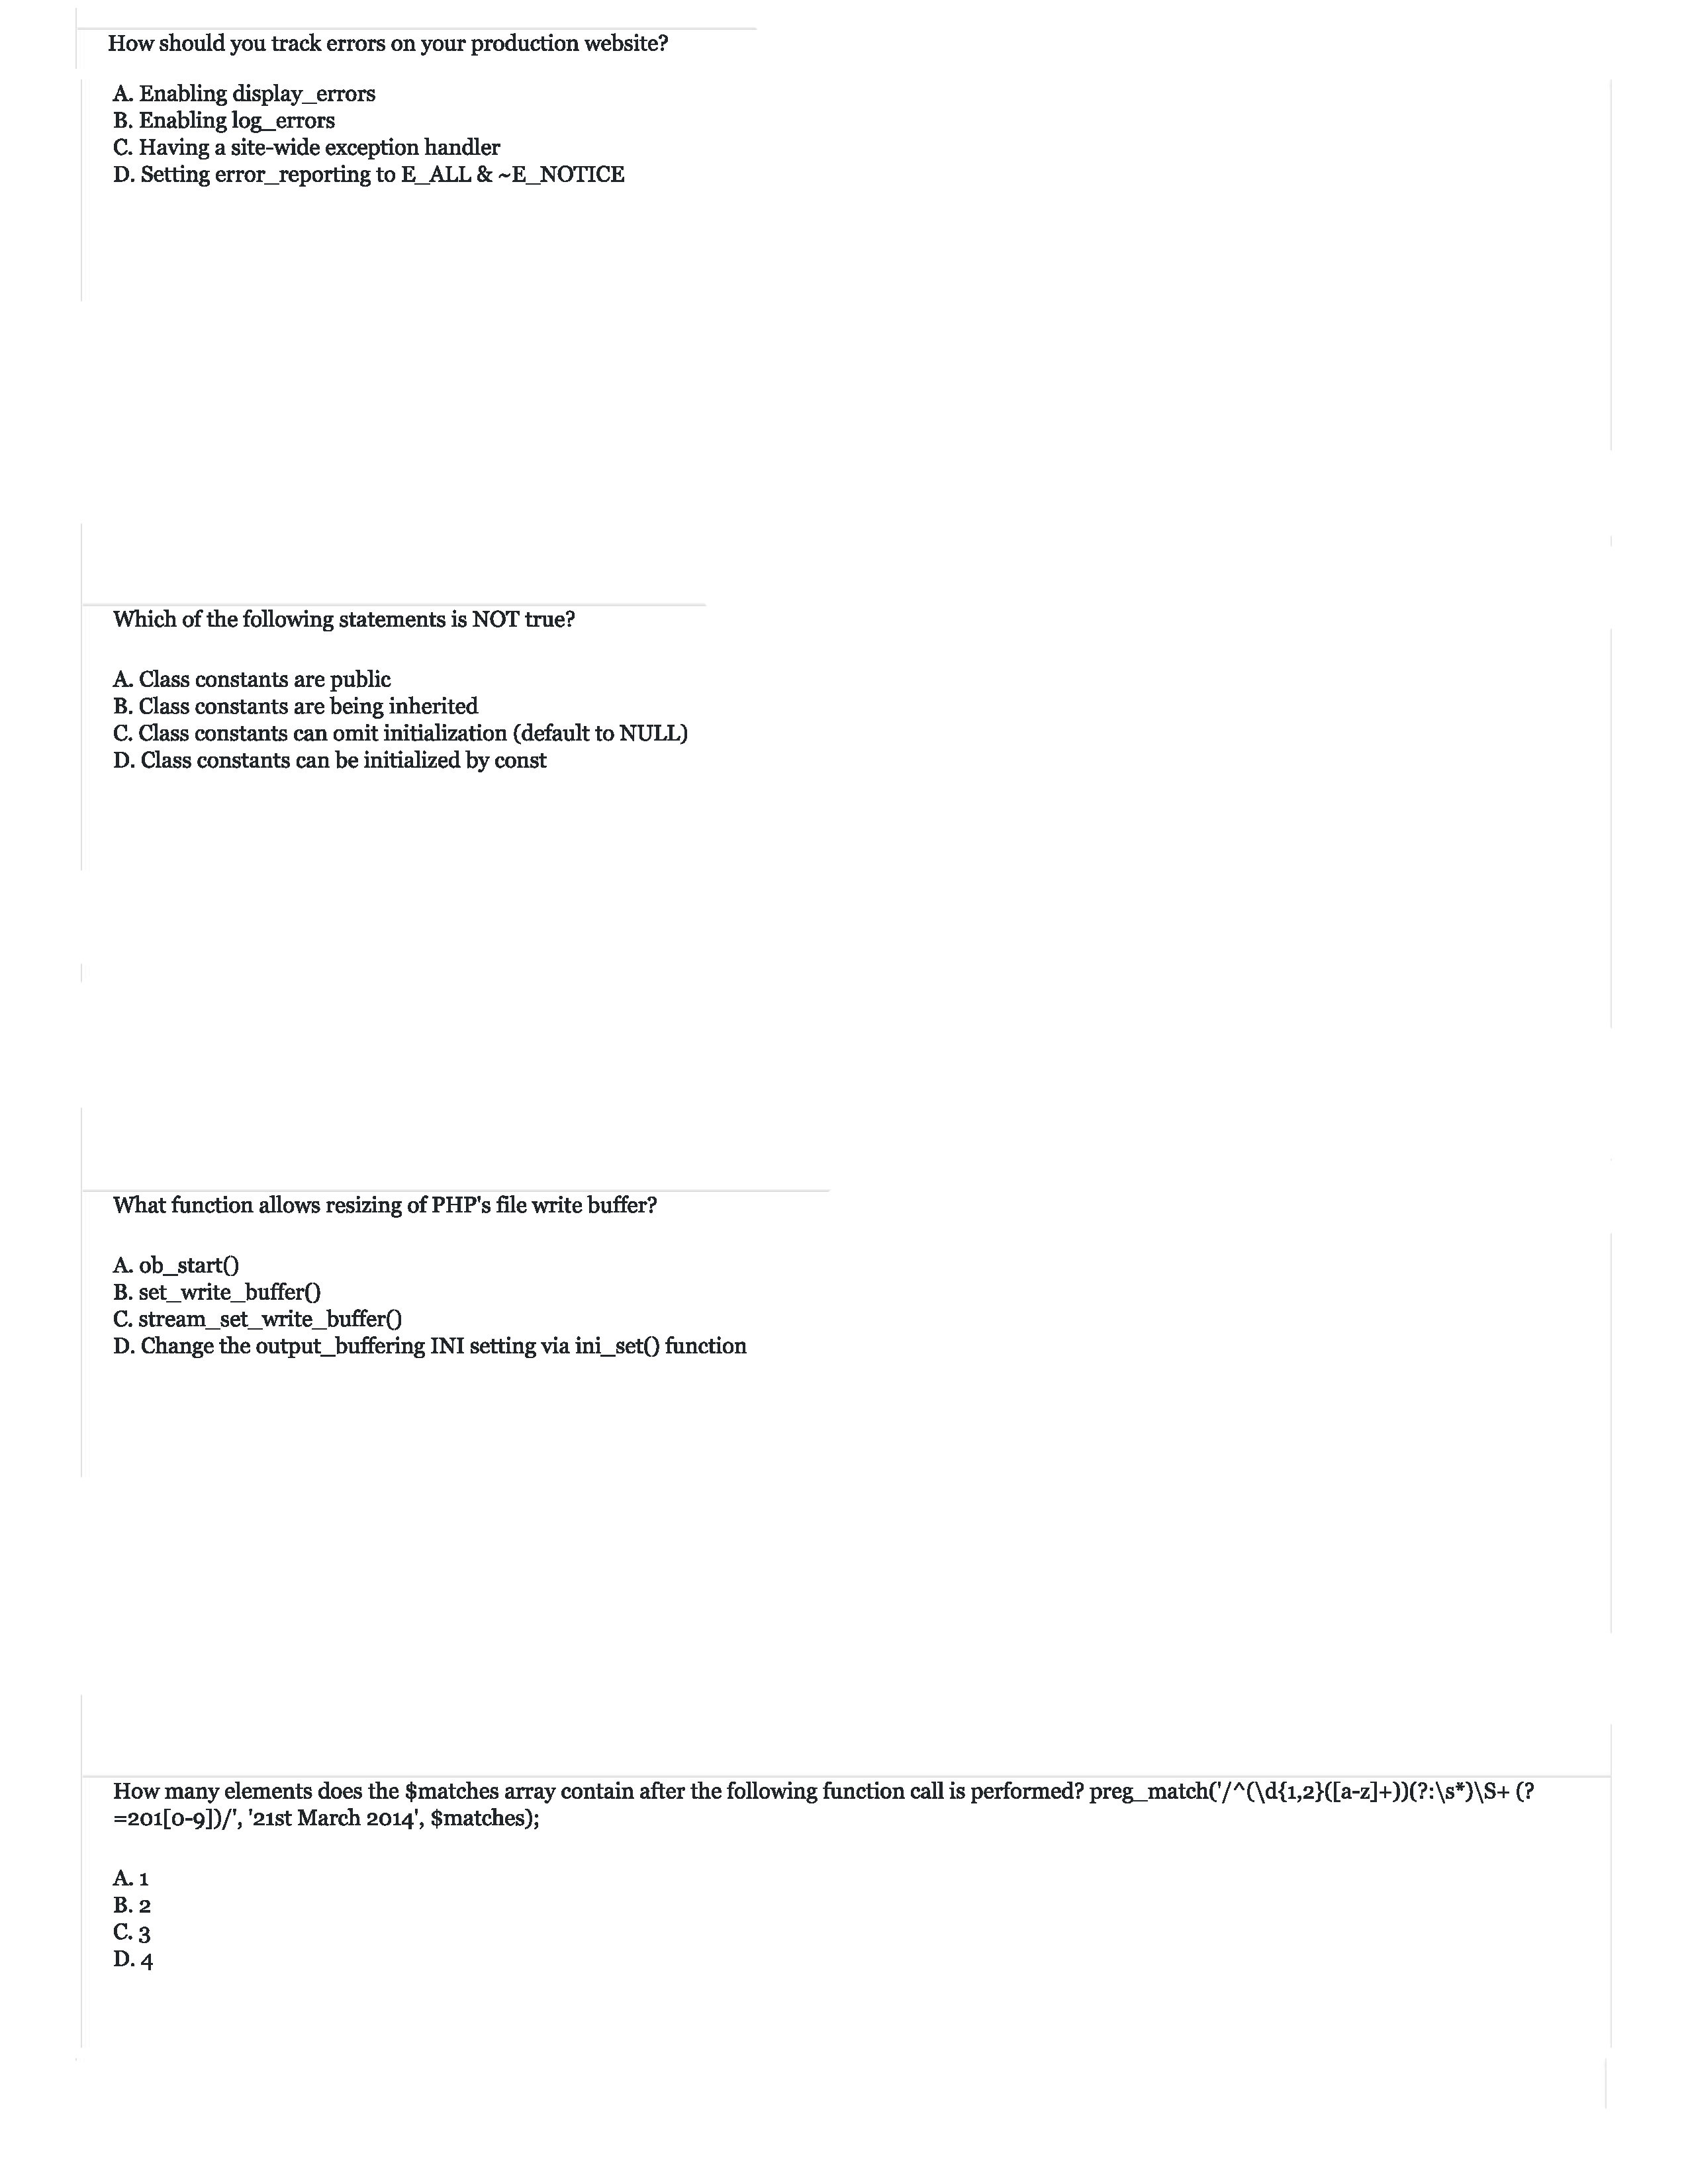 How should you track errors on your production website?
A. Enabling display_errors
B. Enabling log_errors
C. Having a site-wide exception handler
D. Setting error_reporting to E_ALL & ~E_NOTICE
Which of the following statements is NOT true?
A. Class constants are public
B. Class constants are being inherited
C. Class constants can omit initialization (default to NULL)
D. Class constants can be initialized by const
What function allows resizing of PHP's file write buffer?
A. ob_start()
B. set_write_buffer()
C. stream_set_write_buffer()
D. Change the output_buffering INI setting via ini_set() function
How many elements does the $matches array contain after the following function call is performed? preg_match('/^(\d{1,2}([a-z]+))(?:\s*)\S+ (?
=201[0-9])/', '21st March 2014', $matches);
A. 1
B. 2
C. 3
D. 4